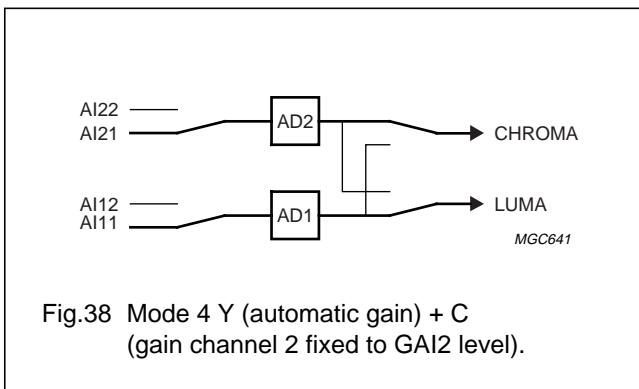 AI22
AI21
AD2
CHROMA
AI12
AI11
AD1
LUMA
MGC641
Fig.38 Mode 4 Y (automatic gain) + C
(gain channel 2 fixed to GAI2 level).